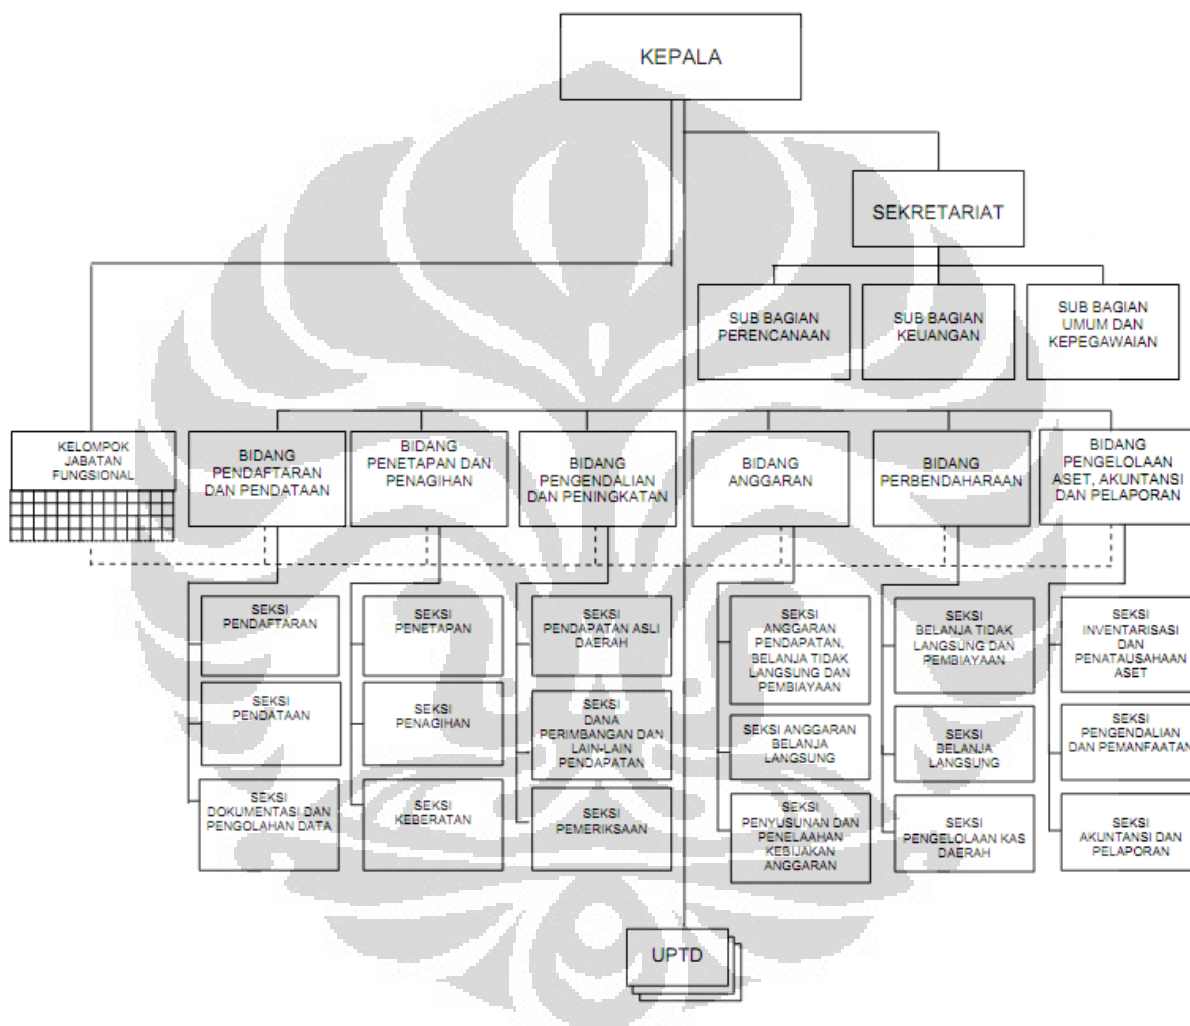 KEPALA
SEKRETARIAT
SUB BAGIAN
PERENCANAAN
SUB BAGIAN
KEUANGAN
SUB BAGIAN
UMUM DAN
KEPEGAWAIAN
KELOMPOK
JABATAN
FUNGSIONAL
BIDANG
PENDAFTARAN
DAN PENDATAAN
BIDANG
PENETAPAN DAN
PENAGIHAN
BIDANG
PENGENDALIAN
DAN PENINGKATAN
BIDANG
ANGGARAN
BIDANG
PERBENDAHARAAN
BIDANG
PENGELOLAAN
ASET, AKUNTANSI
DAN PELAPORAN
SEKSI
PENDAFTARAN
SEKSI
PENDATAAN
SEKSI
DOKUMENTASI DAN
PENGOLAHAN DATA
SEKSI
PENETAPAN
SEKSI
PENAGIHAN
SEKSI
KEBERATAN
SEKSI
PENDAPATAN ASLI
DAERAH
SEKSI
DANA
PERIMBANGAN DAN
LAIN-LAIN
PENDAPATAN
SEKSI
PEMERIKSAAN
SEKSI
ANGGARAN
PENDAPATAN,
BELANJA TIDAK
LANGSUNG DAN
PEMBIAYAAN
SEKSI ANGGARAN
BELANJA
LANGSUNG
SEKSI
PENYUSUNAN DAN
PENELAAHAN
KEBIJAKAN
ANGGARAN
SEKSI
BELANJA TIDAK
LANGSUNG DAN
PEMBIAYAAN
SEKSI
BELANJA
LANGSUNG
SEKSI
PENGELOLAAN KAS
DAERAH
SEKSI
INVENTARISASI
DAN
PENATAUSAHAAN
ASET
SEKSI
PENGENDALIAN
DAN PEMANFAATAN
SEKSI
AKUNTANSI DAN
PELAPORAN
UPTD